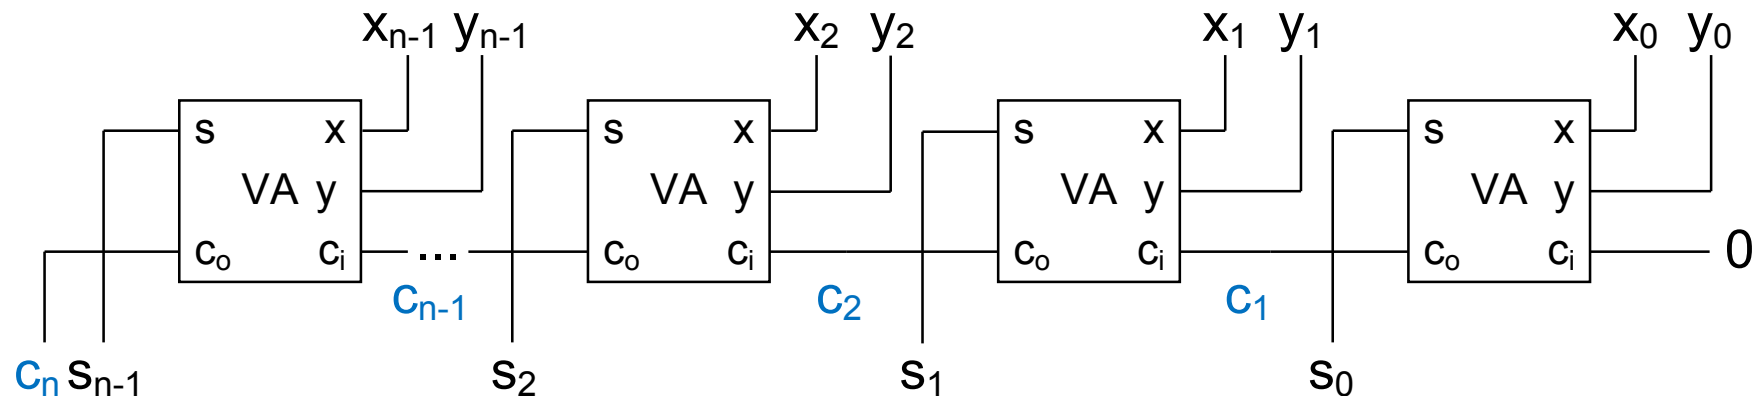 xₙ₋₁ yₙ₋₁ x₂ y₂ x₁ y₁ x₀ y₀
s x s x s x s x
VA y VA y VA y VA y
cₒ cᵢ ... cₒ cᵢ cₒ cᵢ cₒ cᵢ 0
cₙ₋₁ c₂ c₁
cₙ sₙ₋₁ s₂ s₁ s₀